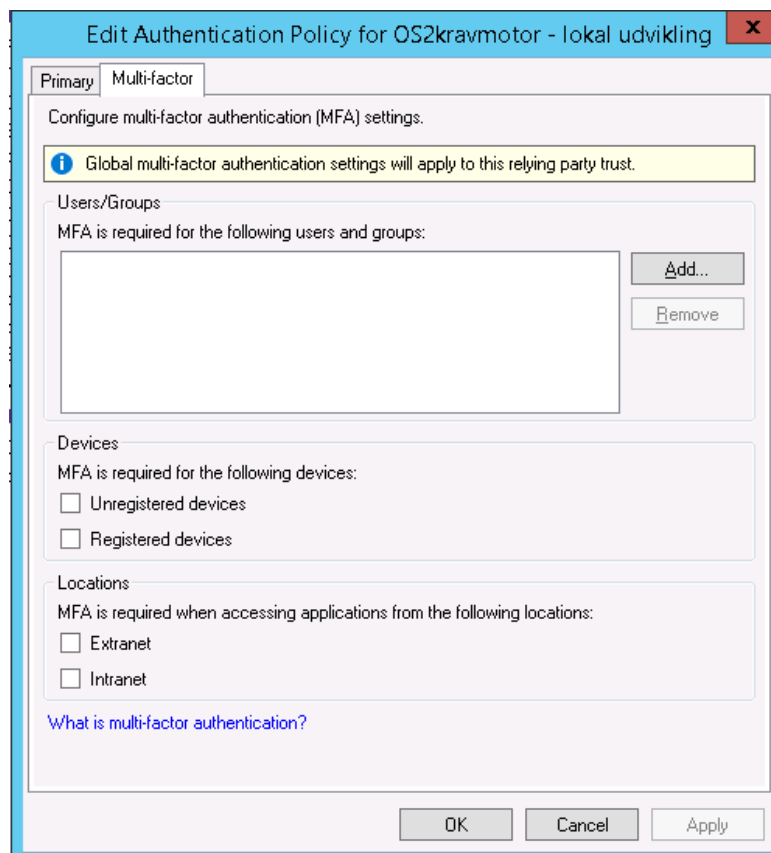 Edit Authentication Policy for OS2kravmotor - lokal udvikling
x
Primary
Multi-factor
Configure multi-factor authentication (MFA) settings.
Global multi-factor authentication settings will apply to this relying party trust.
Users/Groups
MFA is required for the following users and groups:
Add...
Remove
Devices
MFA is required for the following devices:
Unregistered devices
Registered devices
Locations
MFA is required when accessing applications from the following locations:
Extranet
Intranet
What is multi-factor authentication?
OK
Cancel
Apply